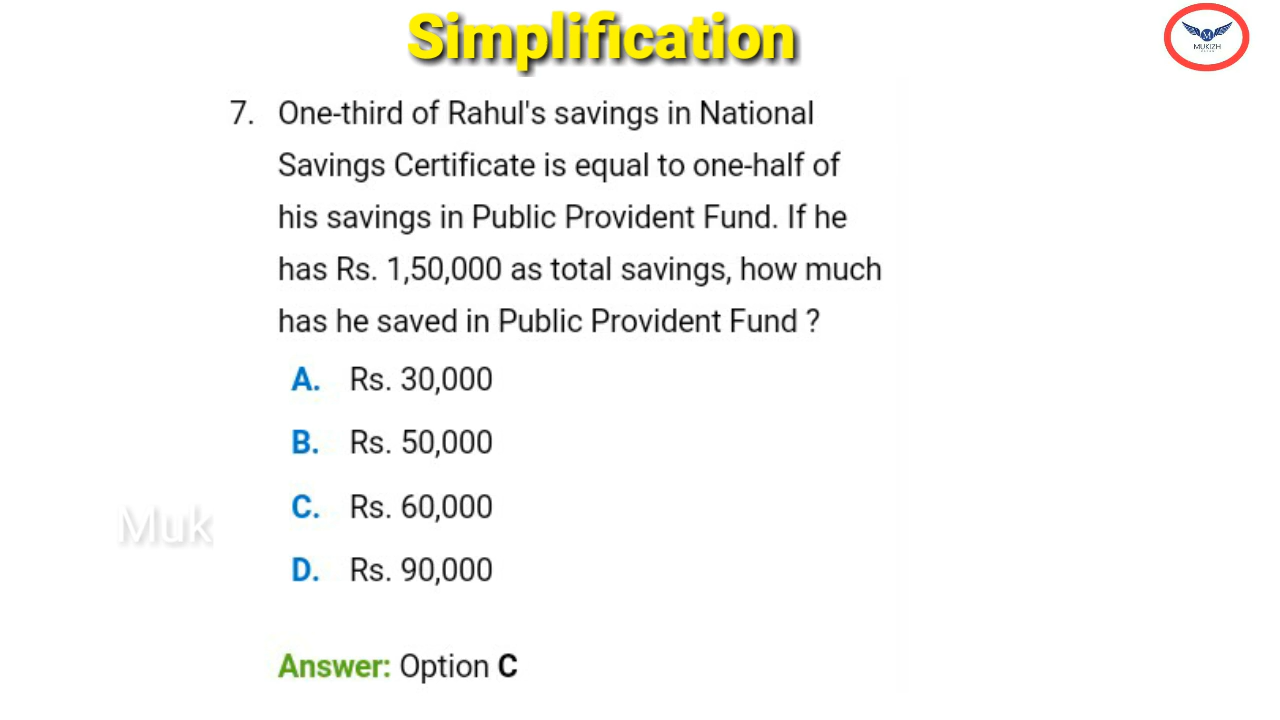 Simplification
MUKIZH
7. One-third of Rahul's savings in National
Savings Certificate is equal to one-half of
his savings in Public Provident Fund. If he
has Rs. 1,50,000 as total savings, how much
has he saved in Public Provident Fund ?
A. Rs. 30,000
B. Rs. 50,000
C. Rs. 60,000
Muk
D. Rs. 90,000
Answer: Option C